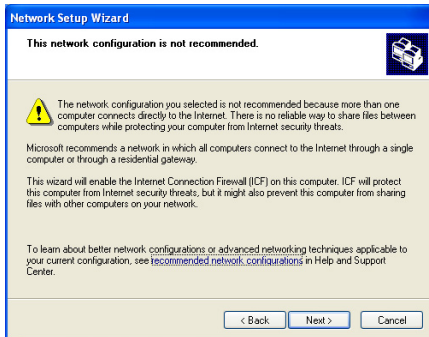 Network Setup Wizard
This network configuration is not recommended.
The network configuration you selected is not recommended because more than one
computer connects directly to the Internet. There is no reliable way to share files between
computers while protecting your computer from Internet security threats.
Microsoft recommends a network in which all computers connect to the Internet through a single
computer or through a residential gateway.
This wizard will enable the Internet Connection Firewall (ICF) on this computer. ICF will protect
this computer from Internet security threats, but it might also prevent this computer from sharing
files with other computers on your network.
To learn about better network configurations or advanced networking techniques applicable to
your current configuration, see recommended network configurations in Help and Support
Center.
< Back Next > Cancel